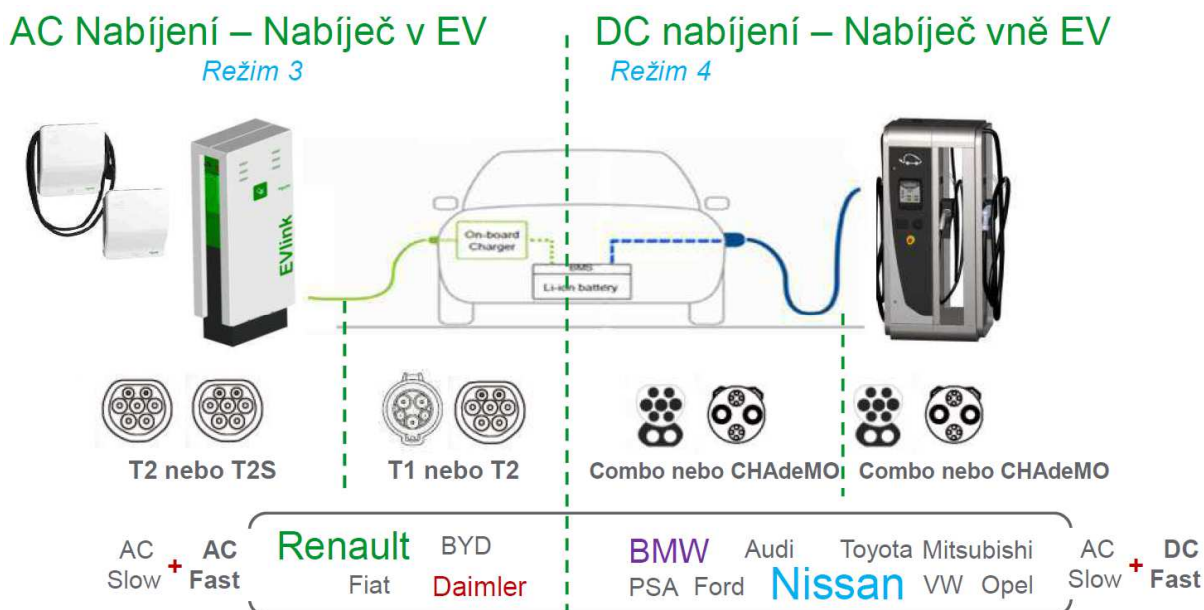 AC Nabíjení – Nabíječ v EV
Režim 3
DC nabíjení – Nabíječ vně EV
Režim 4
EVlink
On-board
Charger
BMS
Li-ion battery
T2 nebo T2S
T1 nebo T2
Combo nebo CHAdeMO
Combo nebo CHAdeMO
AC
Slow
+
AC
Fast
Renault
BYD
Fiat
Daimler
BMW
Audi
Toyota
Mitsubishi
PSA
Ford
Nissan
VW
Opel
AC
Slow
+
DC
Fast